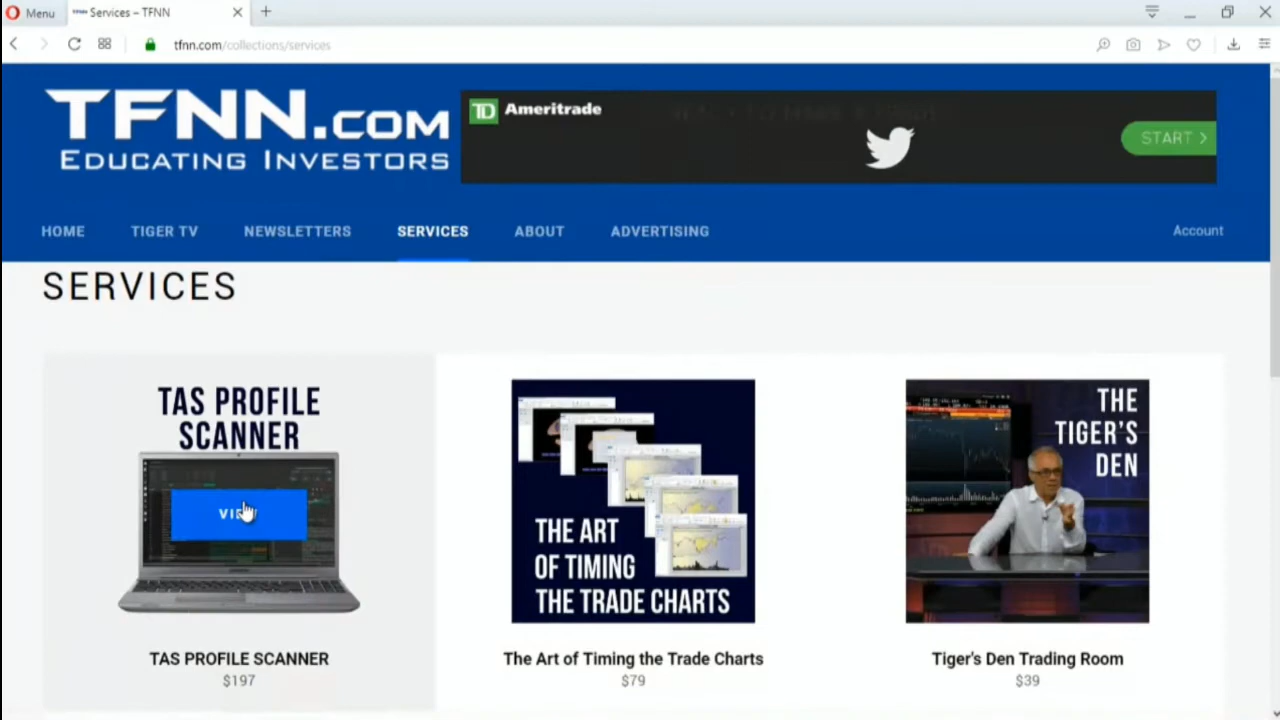 Menu
Services – TFNN
tfnn.com/collections/services
TFNN.COM
EDUCATING INVESTORS
TD Ameritrade
START >
HOME
TIGER TV
NEWSLETTERS
SERVICES
ABOUT
ADVERTISING
Account
SERVICES
TAS PROFILE
SCANNER
THE ART
OF TIMING
THE TRADE CHARTS
THE
TIGER'S
DEN
TAS PROFILE SCANNER
$197
The Art of Timing the Trade Charts
$79
Tiger's Den Trading Room
$39